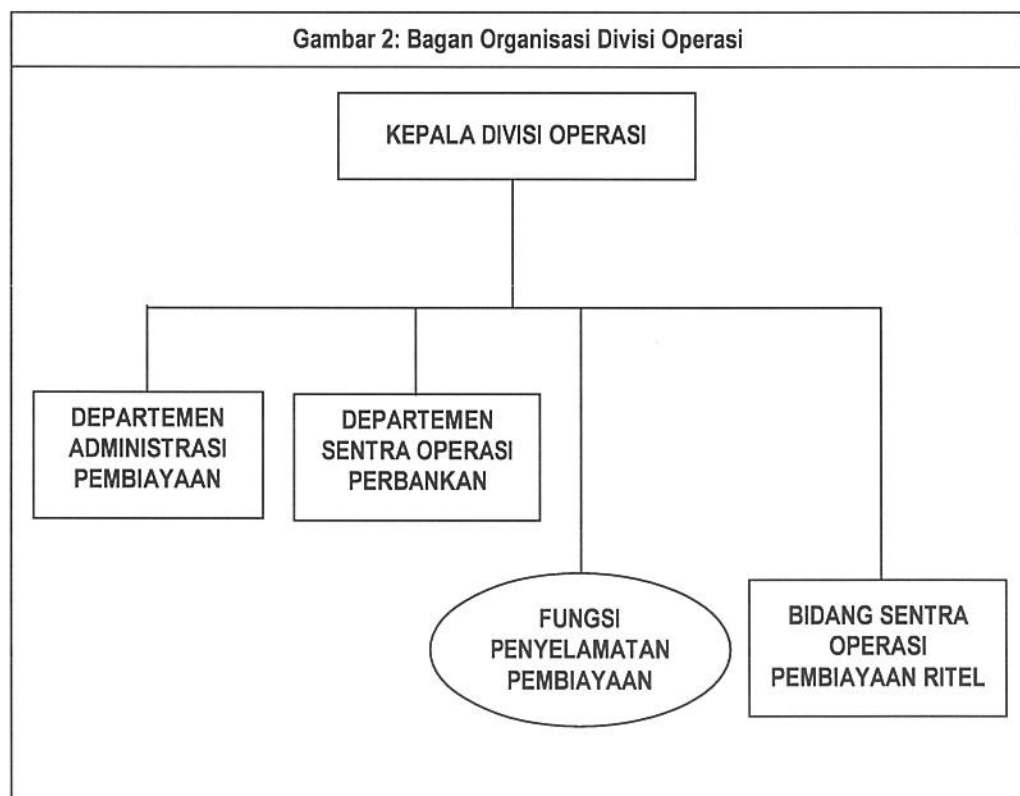 Gambar 2: Bagan Organisasi Divisi Operasi
KEPALA DIVISI OPERASI
DEPARTEMEN
ADMINISTRASI
PEMBIAYAAN
DEPARTEMEN
SENTRA OPERASI
PERBANKAN
FUNGSI
PENYELAMATAN
PEMBIAYAAN
BIDANG SENTRA
OPERASI
PEMBIAYAAN RITEL